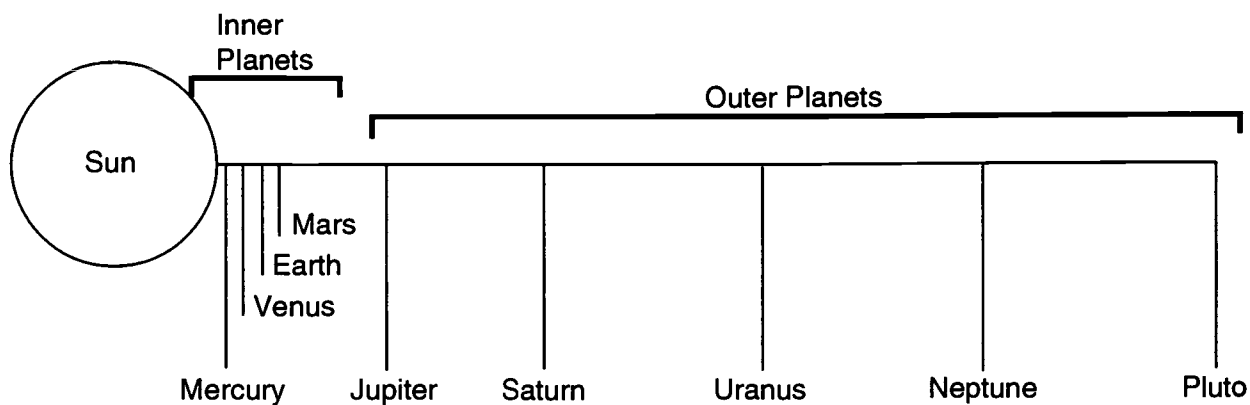 Inner
Planets
Outer Planets
Sun
Mars
Earth
Venus
Mercury Jupiter Saturn Uranus Neptune Pluto